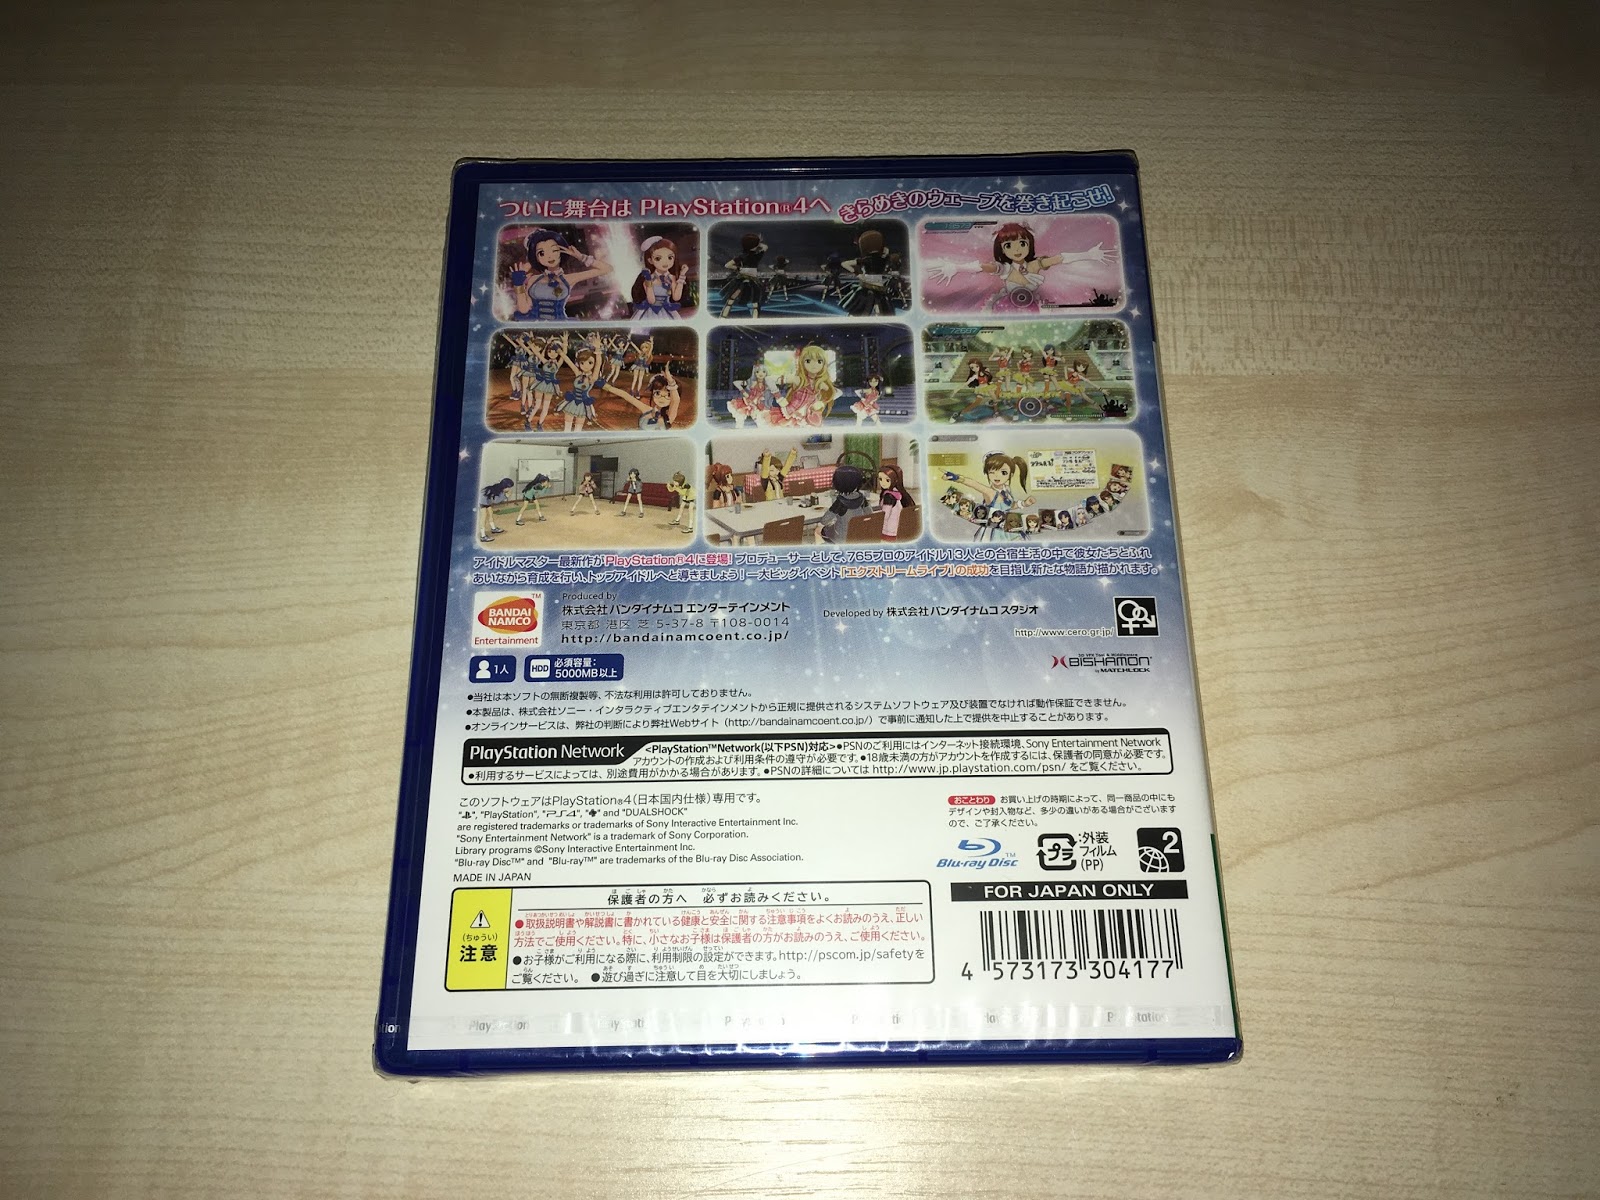 ついに舞台は PlayStation®4へ
きらめきのウェーブを巻き起こせ!
アイドルマスター最新作がPlayStation®4に登場! プロデューサーとして、765プロのアイドル13人との合宿生活の中で彼女たちとふれ
あいながら育成を行い、トップアイドルへと導きましょう!一大ビッグイベント「エクストリームライブ」の成功を目指し新たな物語が描かれます。
BANDAI
NAMCO
Entertainment
TM
Produced by
株式会社 バンダイナムコ エンターテインメント
東京都 港区 芝 5-37-8 〒108-0014
http://bandainamcoent.co.jp/
Developed by 株式会社 バンダイナムコ スタジオ
http://www.cero.gr.jp/
1人
HDD 必須容量:
5000MB以上
BISHAMON
by MATCHLOCK
●当社は本ソフトの無断複製等、不法な利用は許可しておりません。
●本製品は、株式会社ソニー・インタラクティブエンタテインメントから正規に提供されるシステムソフトウェア及び装置でなければ動作保証できません。
●オンラインサービスは、弊社の判断により弊社Webサイト(http://bandainamcoent.co.jp/)で事前に通知した上で提供を中止することがあります。
PlayStation Network
<PlayStation™Network(以下PSN)対応>●PSNのご利用にはインターネット接続環境、Sony Entertainment Network
アカウントの作成および利用条件の遵守が必要です。●18歳未満の方がアカウントを作成するには、保護者の同意が必要です。
●利用するサービスによっては、別途費用がかかる場合があります。●PSNの詳細については http://www.jp.playstation.com/psn/ をご覧ください。
このソフトウェアはPlayStation®4(日本国内仕様)専用です。
"PlayStation", "PS4", and "DUALSHOCK"
are registered trademarks or trademarks of Sony Interactive Entertainment Inc.
"Sony Entertainment Network" is a trademark of Sony Corporation.
Library programs ©Sony Interactive Entertainment Inc.
"Blu-ray Disc™" and "Blu-ray™" are trademarks of the Blu-ray Disc Association.
MADE IN JAPAN
おことわり お買い上げの時期によって、同一商品の中にも
デザインや封入物など、多少の違いがある場合がございます
ので、ご了承ください。
Blu-ray Disc™
プラ
:外装
フィルム
(PP)
2
FOR JAPAN ONLY
4 573173 304177
(ちゅうい)
注意
保護者の方へ 必ずお読みください。
●取扱説明書や解説書に書かれている健康と安全に関する注意事項をよくお読みのうえ、正しい
方法でご使用ください。特に、小さなお子様は保護者の方がお読みのうえ、ご使用ください。
●お子様がご利用になる際に、利用制限の設定ができます。http://pscom.jp/safetyを
ご覧ください。 ●遊び過ぎに注意して目を大切にしましょう。
PlayStation